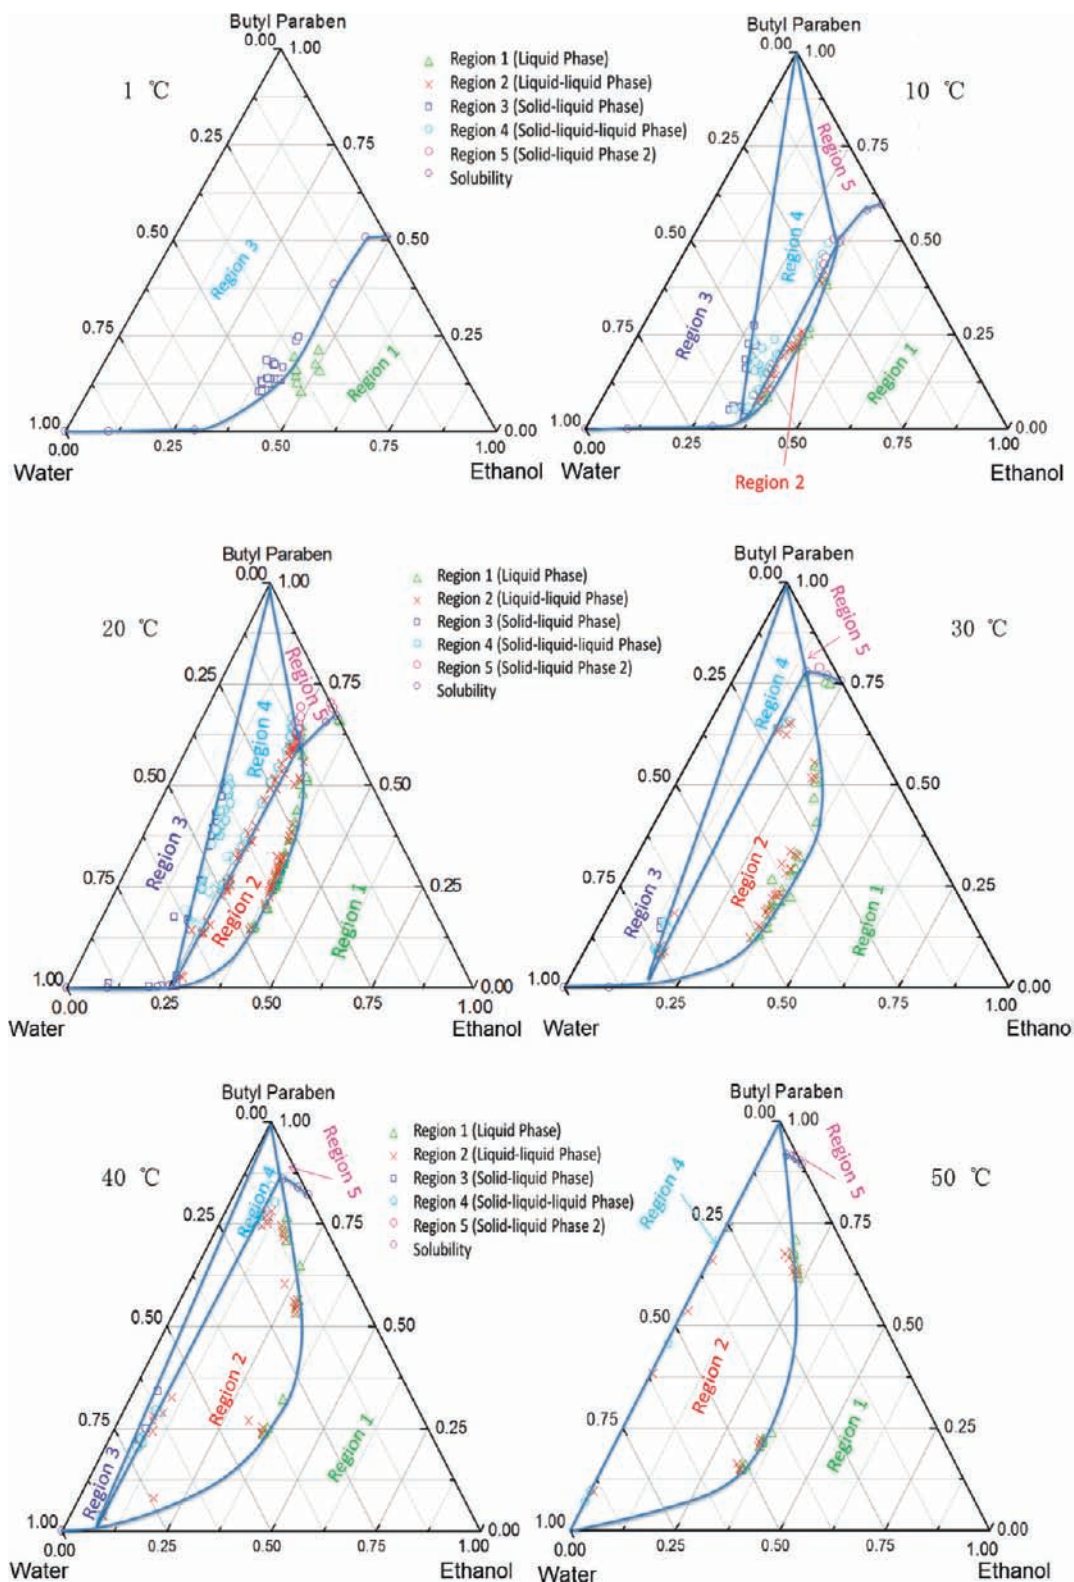 Butyl Paraben
0.00 1.00
1 ℃
Region 1 (Liquid Phase)
Region 2 (Liquid-liquid Phase)
Region 3 (Solid-liquid Phase)
Region 4 (Solid-liquid-liquid Phase)
Region 5 (Solid-liquid Phase 2)
Solubility
0.25 0.75
0.50 0.50
Region 3
0.75 0.25
Region 1
1.00 0.00
0.00 0.25 0.50 0.75 1.00
Water Ethanol
Butyl Paraben
0.00 1.00
10 ℃
0.25 0.75
Region 5
Region 4
0.50 0.50
Region 3
0.75 0.25
Region 1
1.00 0.00
0.00 0.25 0.50 0.75 1.00
Water Ethanol
Region 2
Butyl Paraben
0.00 1.00
20 ℃
Region 1 (Liquid Phase)
Region 2 (Liquid-liquid Phase)
Region 3 (Solid-liquid Phase)
Region 4 (Solid-liquid-liquid Phase)
Region 5 (Solid-liquid Phase 2)
Solubility
0.25 0.75
Region 5
Region 4
0.50 0.50
Region 3
0.75 0.25
Region 2
Region 1
1.00 0.00
0.00 0.25 0.50 0.75 1.00
Water Ethanol
Butyl Paraben
0.00 1.00
30 ℃
Region 5
0.25 0.75
Region 4
0.50 0.50
Region 2
0.75 0.25
Region 3
Region 1
1.00 0.00
0.00 0.25 0.50 0.75 1.00
Water Ethanol
Butyl Paraben
0.00 1.00
40 ℃
Region 1 (Liquid Phase)
Region 2 (Liquid-liquid Phase)
Region 3 (Solid-liquid Phase)
Region 4 (Solid-liquid-liquid Phase)
Region 5 (Solid-liquid Phase 2)
Solubility
Region 5
Region 4
0.25 0.75
0.50 0.50
Region 2
0.75 0.25
Region 3
Region 1
1.00 0.00
0.00 0.25 0.50 0.75 1.00
Water Ethanol
Butyl Paraben
0.00 1.00
50 ℃
Region 5
Region 4
0.25 0.75
0.50 0.50
Region 2
0.75 0.25
Region 1
1.00 0.00
0.00 0.25 0.50 0.75 1.00
Water Ethanol